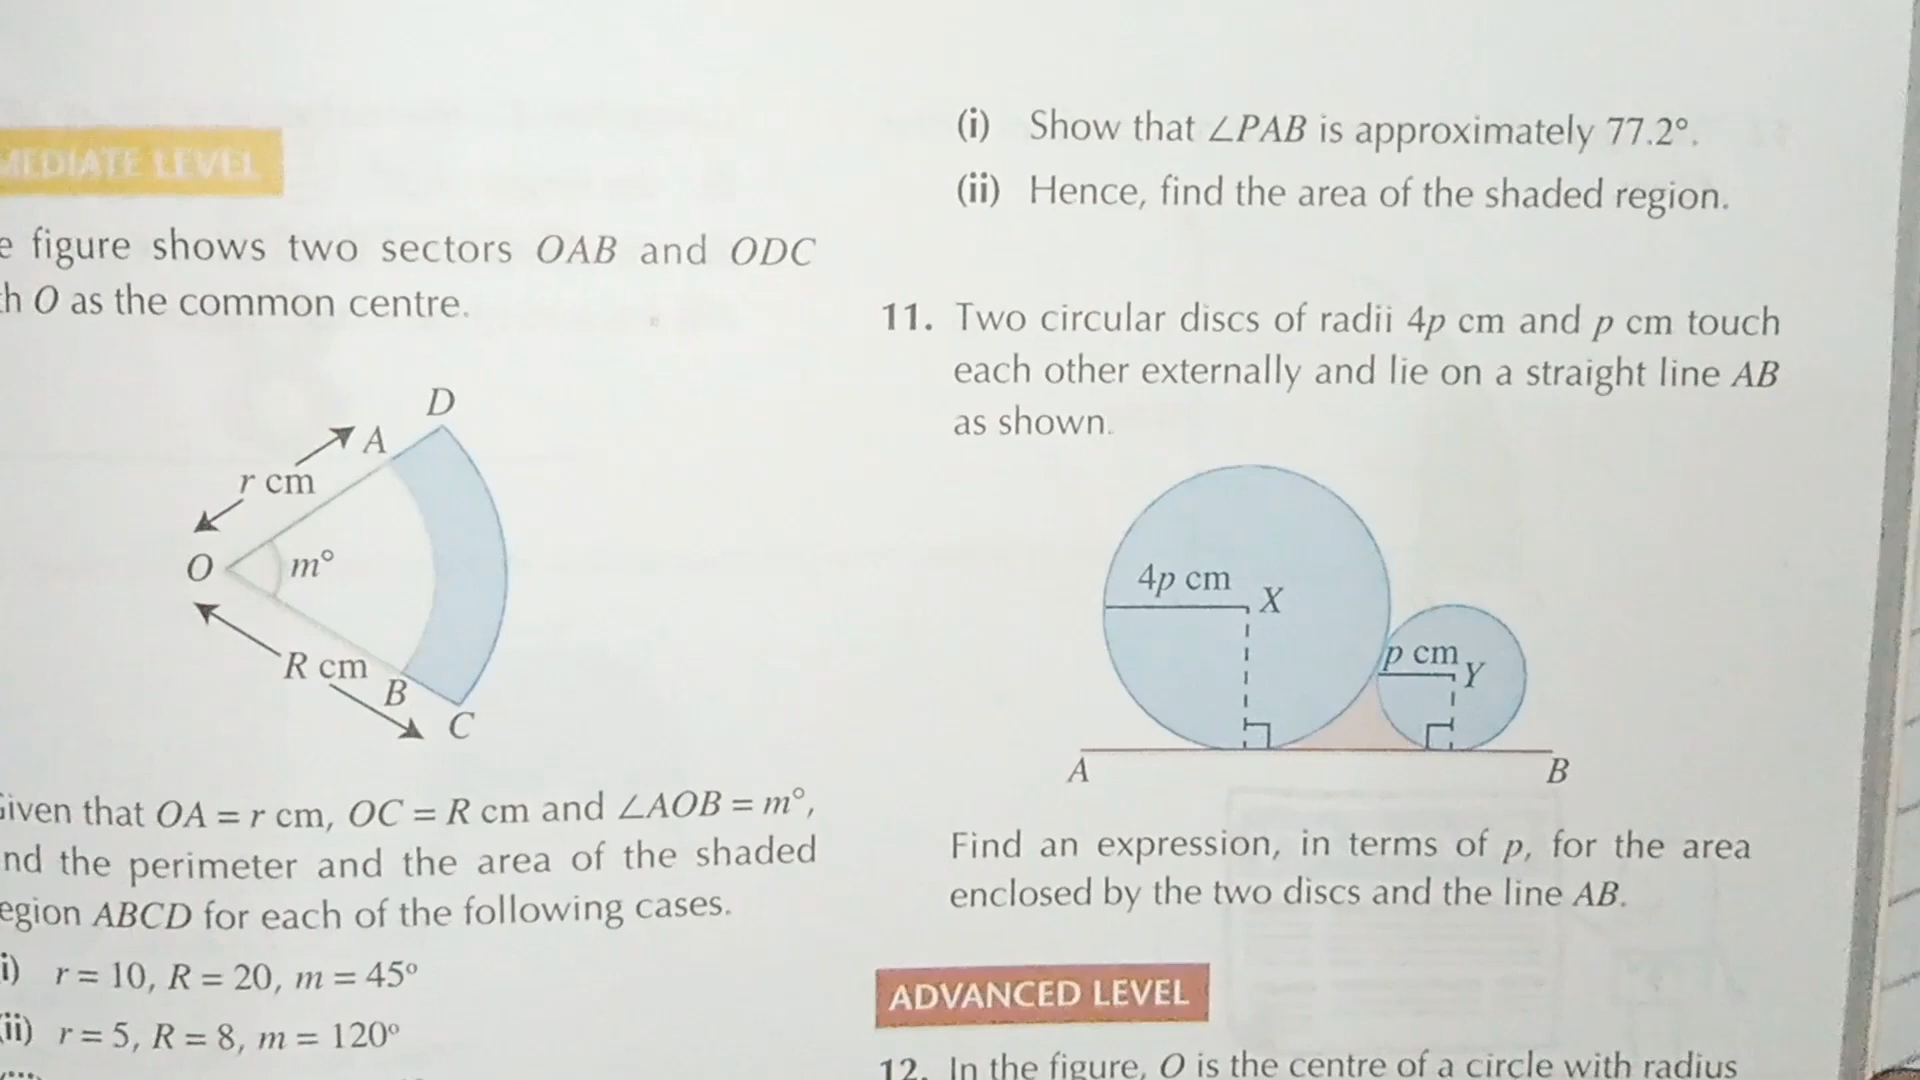 LEVEL
figure shows two sectors OAB and ODC
O as the common centre.
D
A
r cm
O
m°
R cm
B
C
that OA = r cm, OC = R cm and ∠AOB = m°,
the perimeter and the area of the shaded
ABCD for each of the following cases.
r = 10, R = 20, m = 45°
(ii) r = 5, R = 8, m = 120°
(i) Show that ∠PAB is approximately 77.2°.
(ii) Hence, find the area of the shaded region.
11. Two circular discs of radii 4p cm and p cm touch
each other externally and lie on a straight line AB
as shown.
4p cm
X
p cm
Y
A
B
Find an expression, in terms of p, for the area
enclosed by the two discs and the line AB.
ADVANCED LEVEL
12. In the figure, O is the centre of a circle with radius